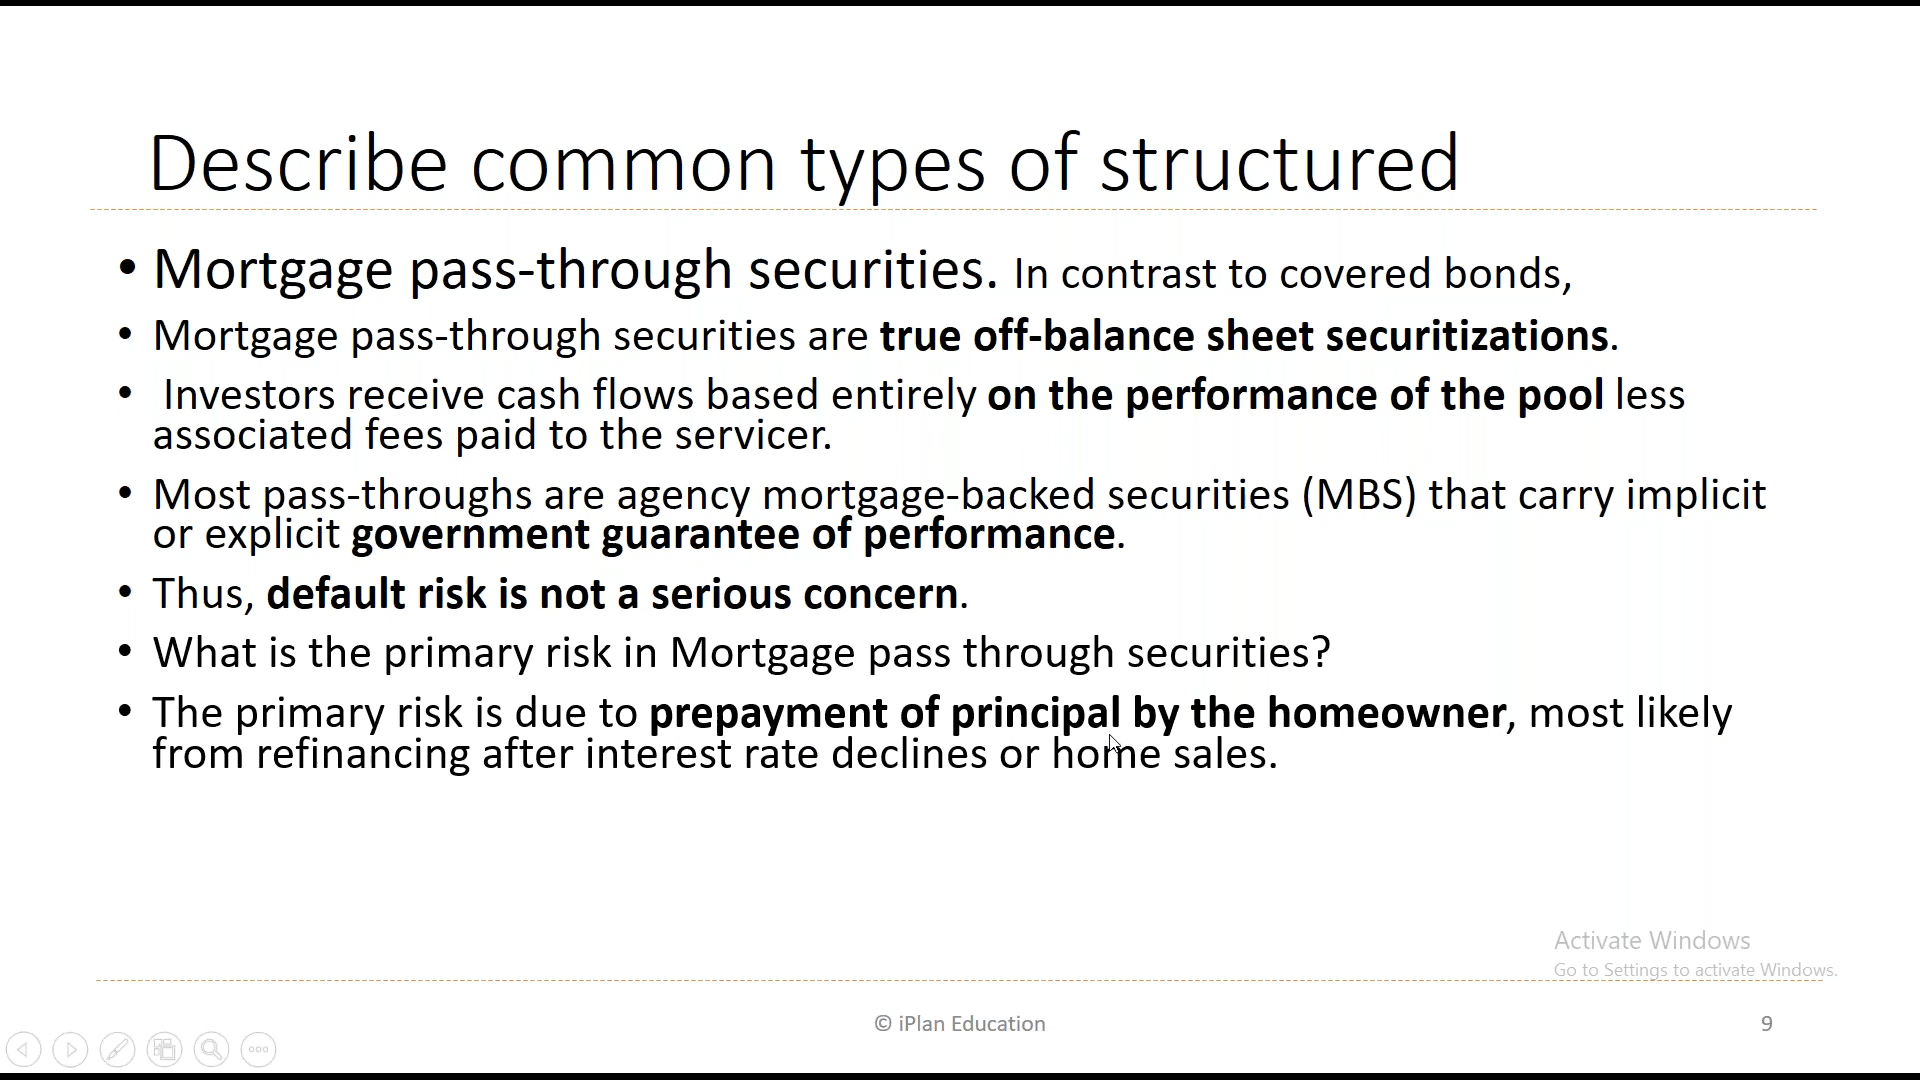 Describe common types of structured
• Mortgage pass-through securities. In contrast to covered bonds,
• Mortgage pass-through securities are true off-balance sheet securitizations.
• Investors receive cash flows based entirely on the performance of the pool less
associated fees paid to the servicer.
• Most pass-throughs are agency mortgage-backed securities (MBS) that carry implicit
or explicit government guarantee of performance.
• Thus, default risk is not a serious concern.
• What is the primary risk in Mortgage pass through securities?
• The primary risk is due to prepayment of principal by the homeowner, most likely
from refinancing after interest rate declines or home sales.
Activate Windows
Go to Settings to activate Windows.
© iPlan Education
9